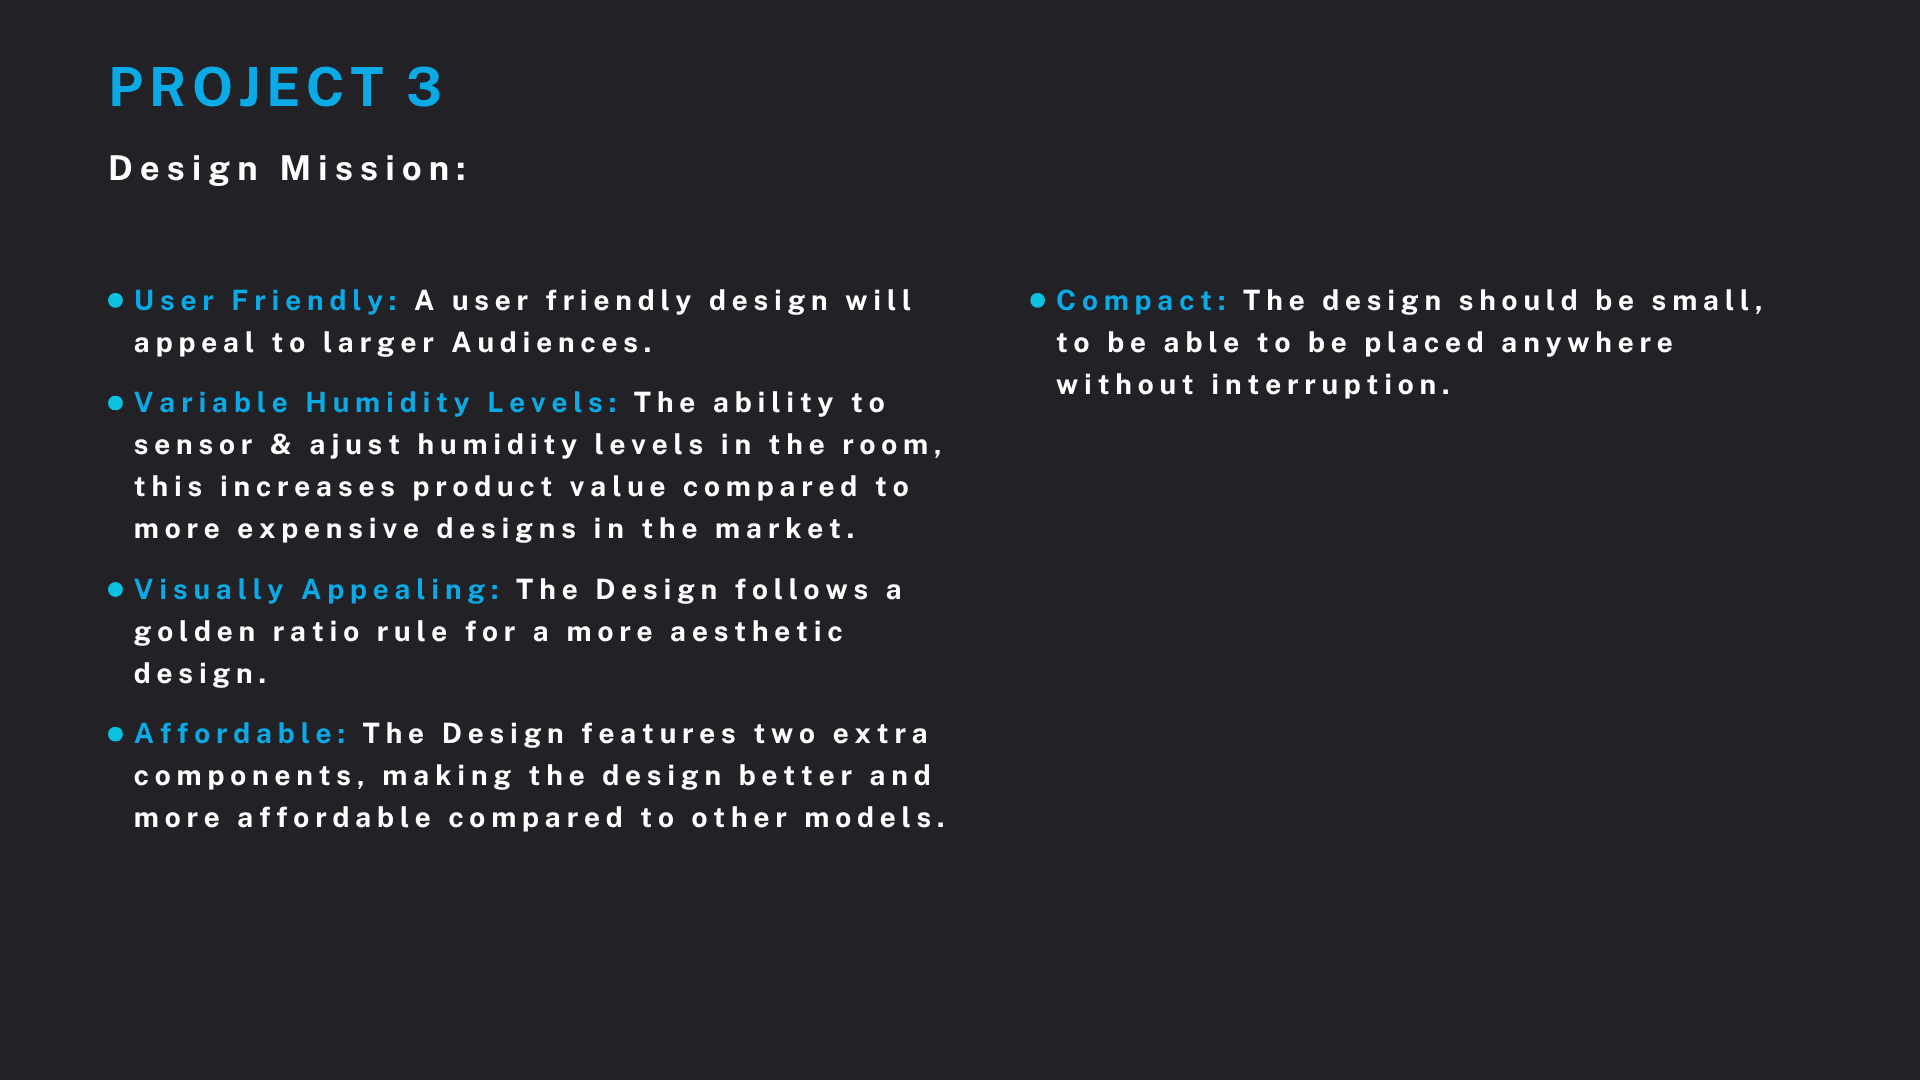 PROJECT 3
Design Mission:
User Friendly: A user friendly design will
appeal to larger Audiences.
Variable Humidity Levels: The ability to
sensor & ajust humidity levels in the room,
this increases product value compared to
more expensive designs in the market.
Visually Appealing: The Design follows a
golden ratio rule for a more aesthetic
design.
Affordable: The Design features two extra
components, making the design better and
more affordable compared to other models.
Compact: The design should be small,
to be able to be placed anywhere
without interruption.